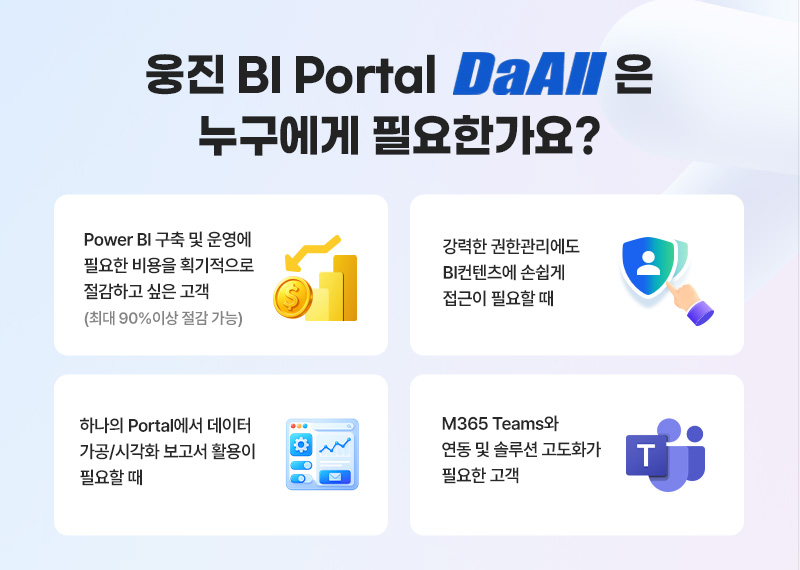 웅진 BI Portal DaAll 은
누구에게 필요한가요?
Power BI 구축 및 운영에
필요한 비용을 획기적으로
절감하고 싶은 고객
(최대 90%이상 절감 가능)
$
강력한 권한관리에도
BI컨텐츠에 손쉽게
접근이 필요할 때
하나의 Portal에서 데이터
가공/시각화 보고서 활용이
필요할 때
M365 Teams와
연동 및 솔루션 고도화가
필요한 고객
T